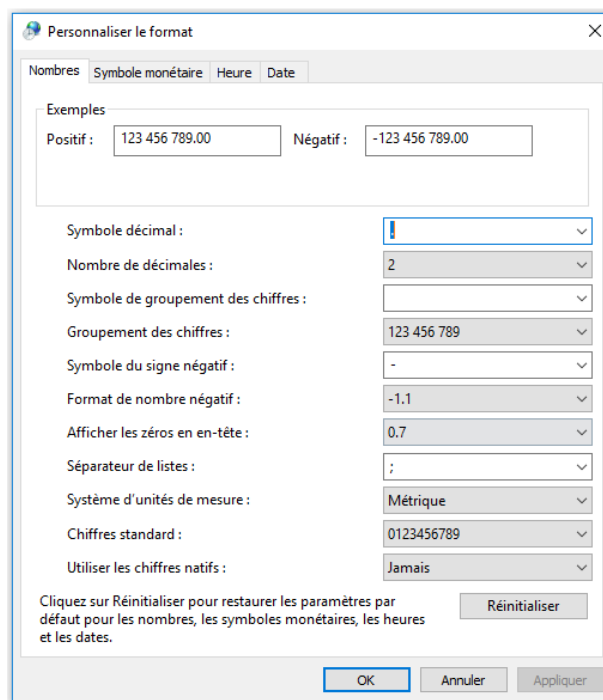 Personnaliser le format
Nombres Symbole monétaire Heure Date
Exemples
Positif : 123 456 789.00 Négatif : -123 456 789.00
Symbole décimal : .
Nombre de décimales : 2
Symbole de groupement des chiffres :
Groupement des chiffres : 123 456 789
Symbole du signe négatif : -
Format de nombre négatif : -1.1
Afficher les zéros en en-tête : 0.7
Séparateur de listes : ;
Système d'unités de mesure : Métrique
Chiffres standard : 0123456789
Utiliser les chiffres natifs : Jamais
Cliquez sur Réinitialiser pour restaurer les paramètres par
défaut pour les nombres, les symboles monétaires, les heures
et les dates.
Réinitialiser
OK Annuler Appliquer